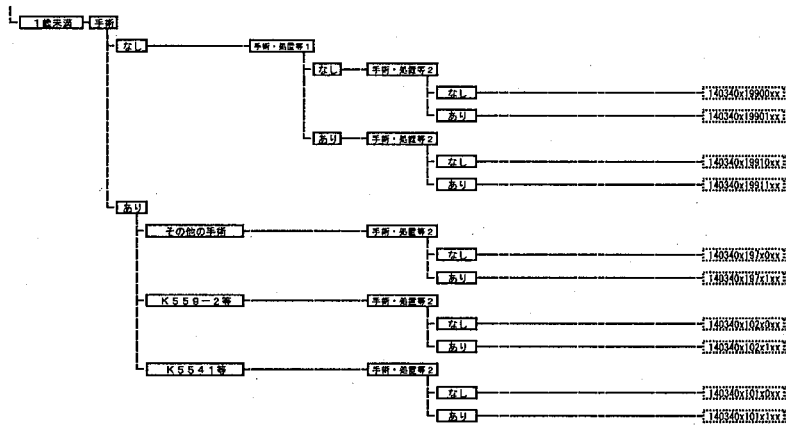 1歳未満 手術
なし 手術・処置等1
なし 手術・処置等2
なし 140340x19900xx
あり 140340x19901xx
あり 手術・処置等2
なし 140340x19910xx
あり 140340x19911xx
あり
その他の手術 手術・処置等2
なし 140340x197x0xx
あり 140340x197x1xx
K559-2等 手術・処置等2
なし 140340x102x0xx
あり 140340x102x1xx
K5541等 手術・処置等2
なし 140340x101x0xx
あり 140340x101x1xx